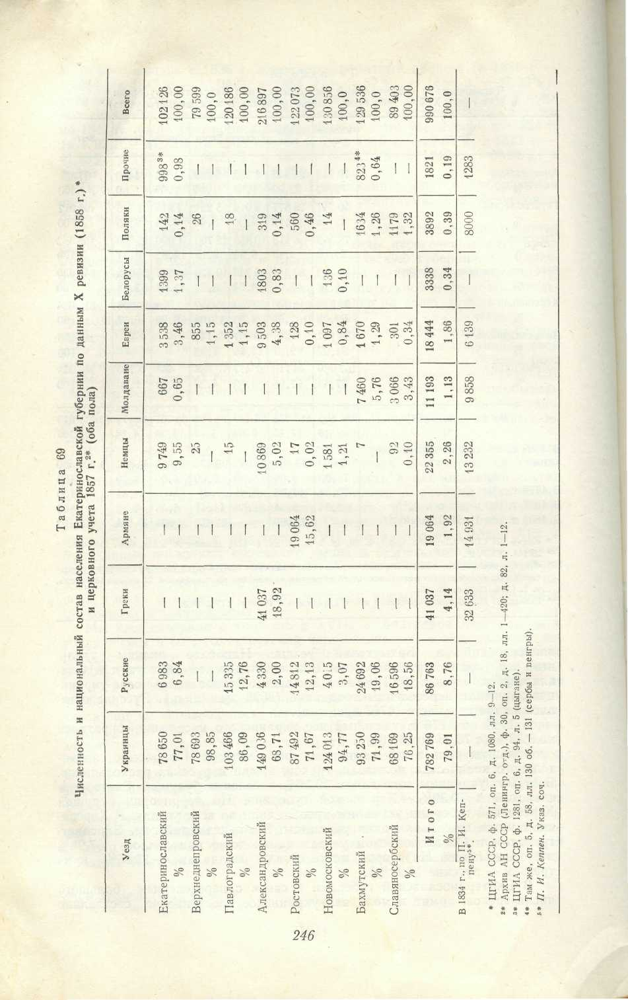 Таблица 69
Численность и национальный состав населения Екатеринославской губернии по данным X ревизии (1858 г.)*
и церковного учета 1857 г.²* (оба пола)
Уезд Украинцы Русские Греки Армяне Немцы Молдаване Евреи Белорусы Поляки Прочие Всего
Екатеринославский 78 650 6 983 — — 9 749 667 3 538 1399 142 998³* 102 126
% 77,01 6,84 — — 9,55 0,65 3,46 1,37 0,14 0,98 100,00
Верхнеднепровский 78 693 — — — 25 — 855 — 26 — 79 599
% 98,85 — — — — — 1,15 — — — 100,0
Павлоградский 103 466 15 335 — — 15 — 1 352 — 18 — 120 186
% 86,09 12,76 — — — — 1,15 — — — 100,00
Александровский 149 036 4 330 41 037 — 10 869 — 9 503 1803 319 — 216 897
% 68,71 2,00 18,92 — 5,02 — 4,38 0,83 0,14 — 100,00
Ростовский 87 492 14 812 — 19 064 17 — 128 — 560 — 122 073
% 71,67 12,13 — 15,62 0,02 — 0,10 — 0,46 — 100,00
Новомосковский 124 013 4 015 — — 1 581 — 1 097 136 14 — 130 856
% 94,77 3,07 — — 1,21 — 0,84 0,10 — — 100,0
Бахмутский 93 250 24 692 — — 7 7 460 1 670 — 1634 823⁴* 129 536
% 71,99 19,06 — — — 5,76 1,29 — 1,26 0,64 100,0
Славяносербский 68 169 16 596 — — 92 3 066 301 — 1179 — 89 403
% 76,25 18,56 — — 0,10 3,43 0,34 — 1,32 — 100,00
Итого 782 769 86 763 41 037 19 064 22 355 11 193 18 444 3338 3892 1821 990 676
% 79,01 8,76 4,14 1,92 2,26 1,13 1,86 0,34 0,39 0,19 100,0
В 1834 г., по П. И. Кеп-
пену⁵*. — — 32 633 14 931 13 232 9 858 6 139 — 8000 1283 —
* ЦГИА СССР, ф. 571, оп. 6, д. 1080, лл. 9—12.
²* Архив АН СССР (Ленингр. отд.), ф. 30, оп. 2, д. 18, лл. 1—420; д. 82, л. 1—12.
³* ЦГИА СССР, ф. 1281, оп. 6, д. 94, л. 5 (цыгане).
⁴* Там же, оп. 5, д. 58, лл. 130 об. — 131 (сербы и венгры).
⁵* П. И. Кеппен. Указ. соч.
246